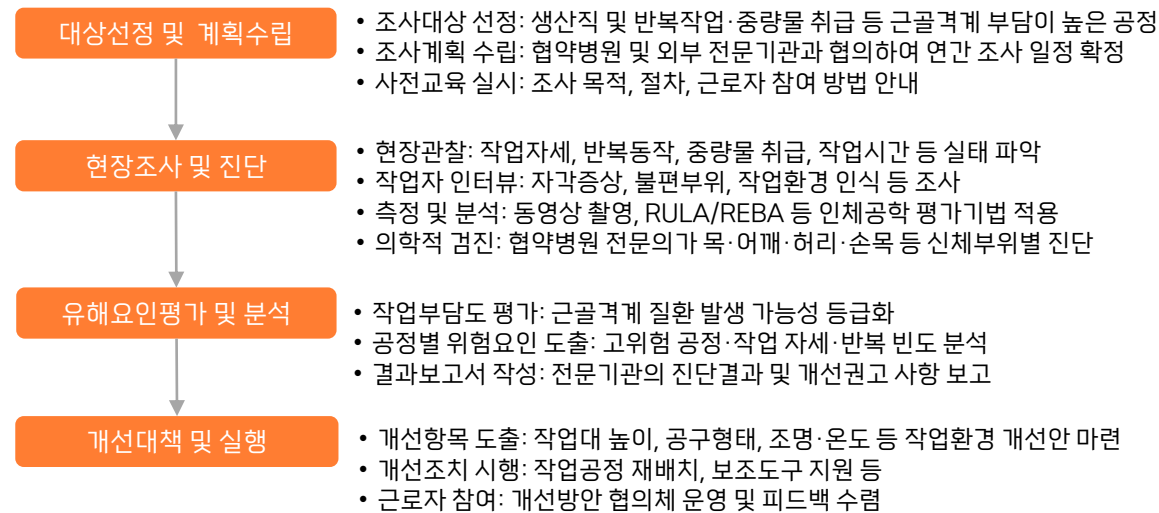 대상선정 및 계획수립
• 조사대상 선정: 생산직 및 반복작업·중량물 취급 등 근골격계 부담이 높은 공정
• 조사계획 수립: 협약병원 및 외부 전문기관과 협의하여 연간 조사 일정 확정
• 사전교육 실시: 조사 목적, 절차, 근로자 참여 방법 안내
현장조사 및 진단
• 현장관찰: 작업자세, 반복동작, 중량물 취급, 작업시간 등 실태 파악
• 작업자 인터뷰: 자각증상, 불편부위, 작업환경 인식 등 조사
• 측정 및 분석: 동영상 촬영, RULA/REBA 등 인체공학 평가기법 적용
• 의학적 검진: 협약병원 전문의가 목·어깨·허리·손목 등 신체부위별 진단
유해요인평가 및 분석
• 작업부담도 평가: 근골격계 질환 발생 가능성 등급화
• 공정별 위험요인 도출: 고위험 공정·작업 자세·반복 빈도 분석
• 결과보고서 작성: 전문기관의 진단결과 및 개선권고 사항 보고
개선대책 및 실행
• 개선항목 도출: 작업대 높이, 공구형태, 조명·온도 등 작업환경 개선안 마련
• 개선조치 시행: 작업공정 재배치, 보조도구 지원 등
• 근로자 참여: 개선방안 협의체 운영 및 피드백 수렴